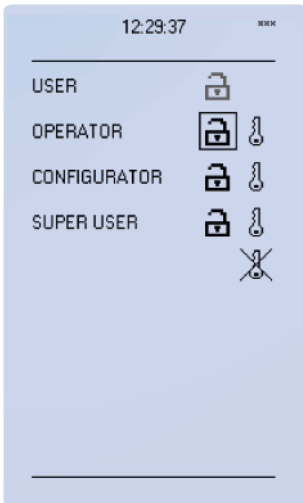 12:29:37 ***
USER
OPERATOR
CONFIGURATOR
SUPER USER